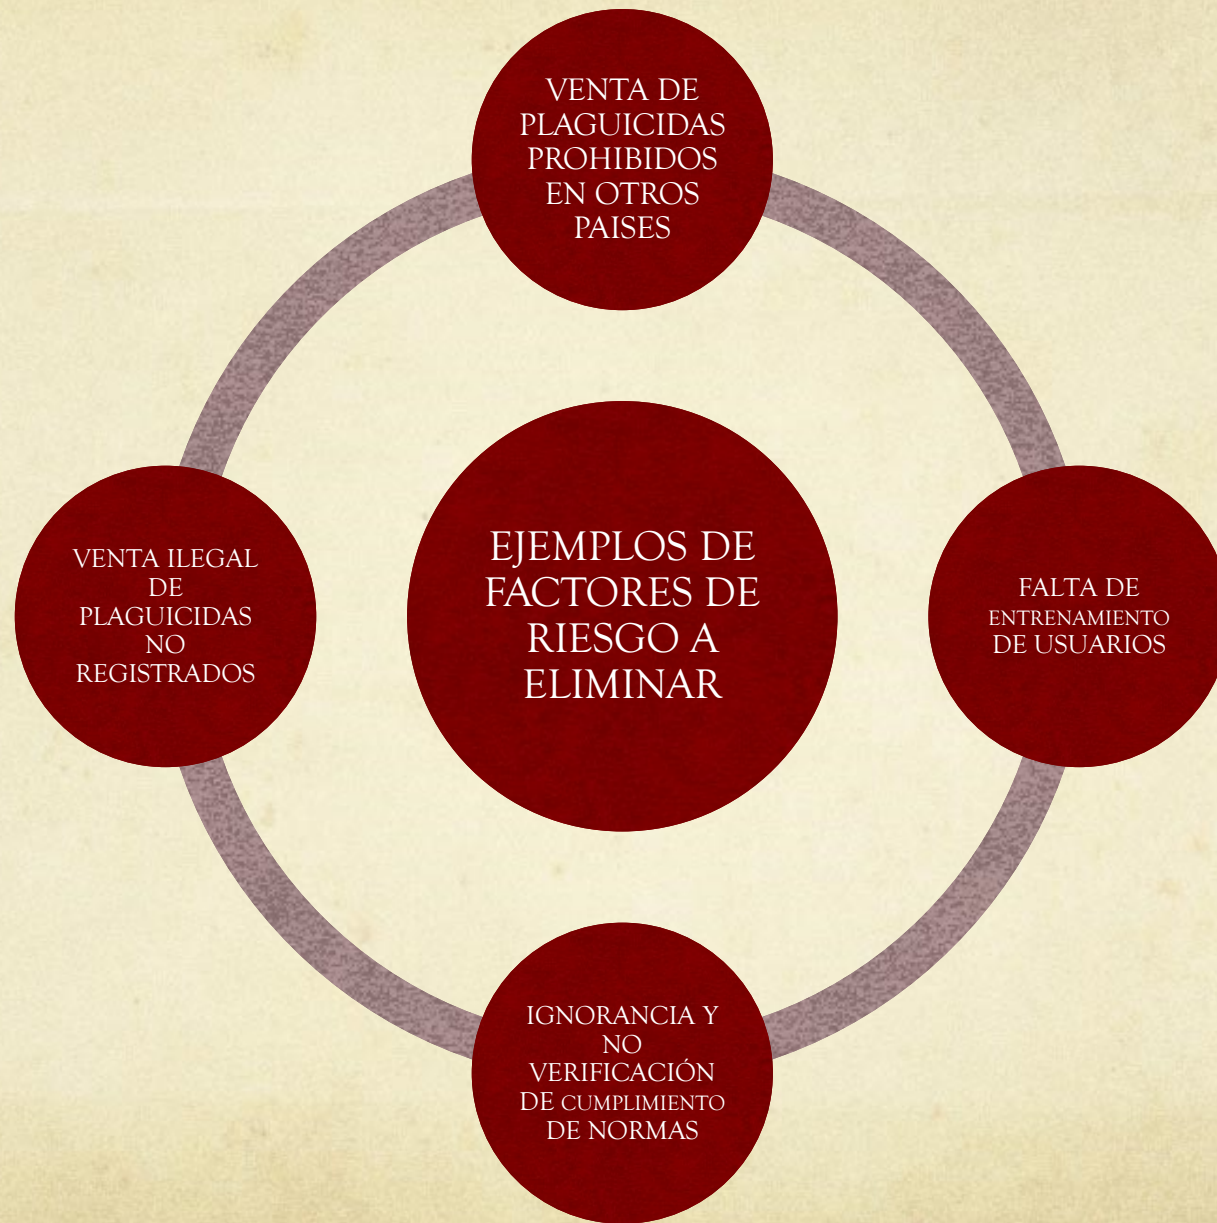 VENTA DE
PLAGUICIDAS
PROHIBIDOS
EN OTROS
PAISES
EJEMPLOS DE
FACTORES DE
RIESGO A
ELIMINAR
VENTA ILEGAL
DE
PLAGUICIDAS
NO
REGISTRADOS
FALTA DE
ENTRENAMIENTO
DE USUARIOS
IGNORANCIA Y
NO
VERIFICACIÓN
DE CUMPLIMIENTO
DE NORMAS